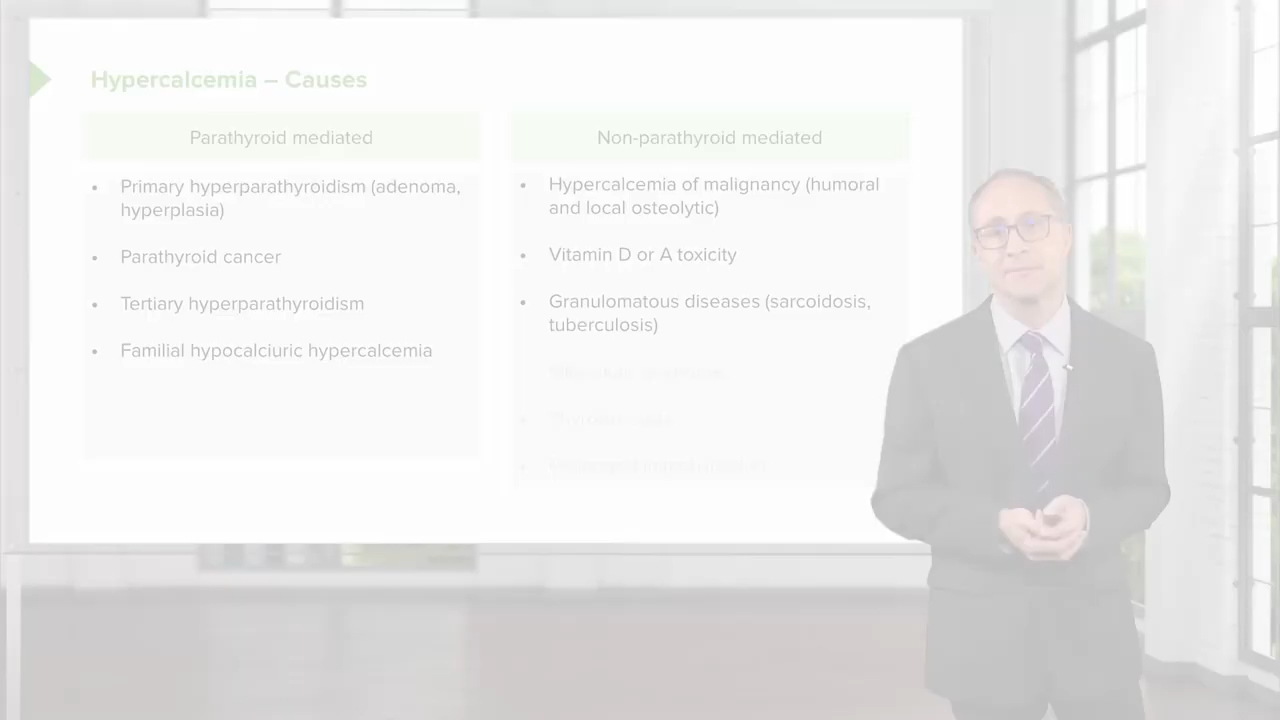 Hypercalcemia – Causes
Parathyroid mediated
• Primary hyperparathyroidism (adenoma,
hyperplasia)
• Parathyroid cancer
• Tertiary hyperparathyroidism
• Familial hypocalciuric hypercalcemia
Non-parathyroid mediated
• Hypercalcemia of malignancy (humoral
and local osteolytic)
• Vitamin D or A toxicity
• Granulomatous diseases (sarcoidosis,
tuberculosis)